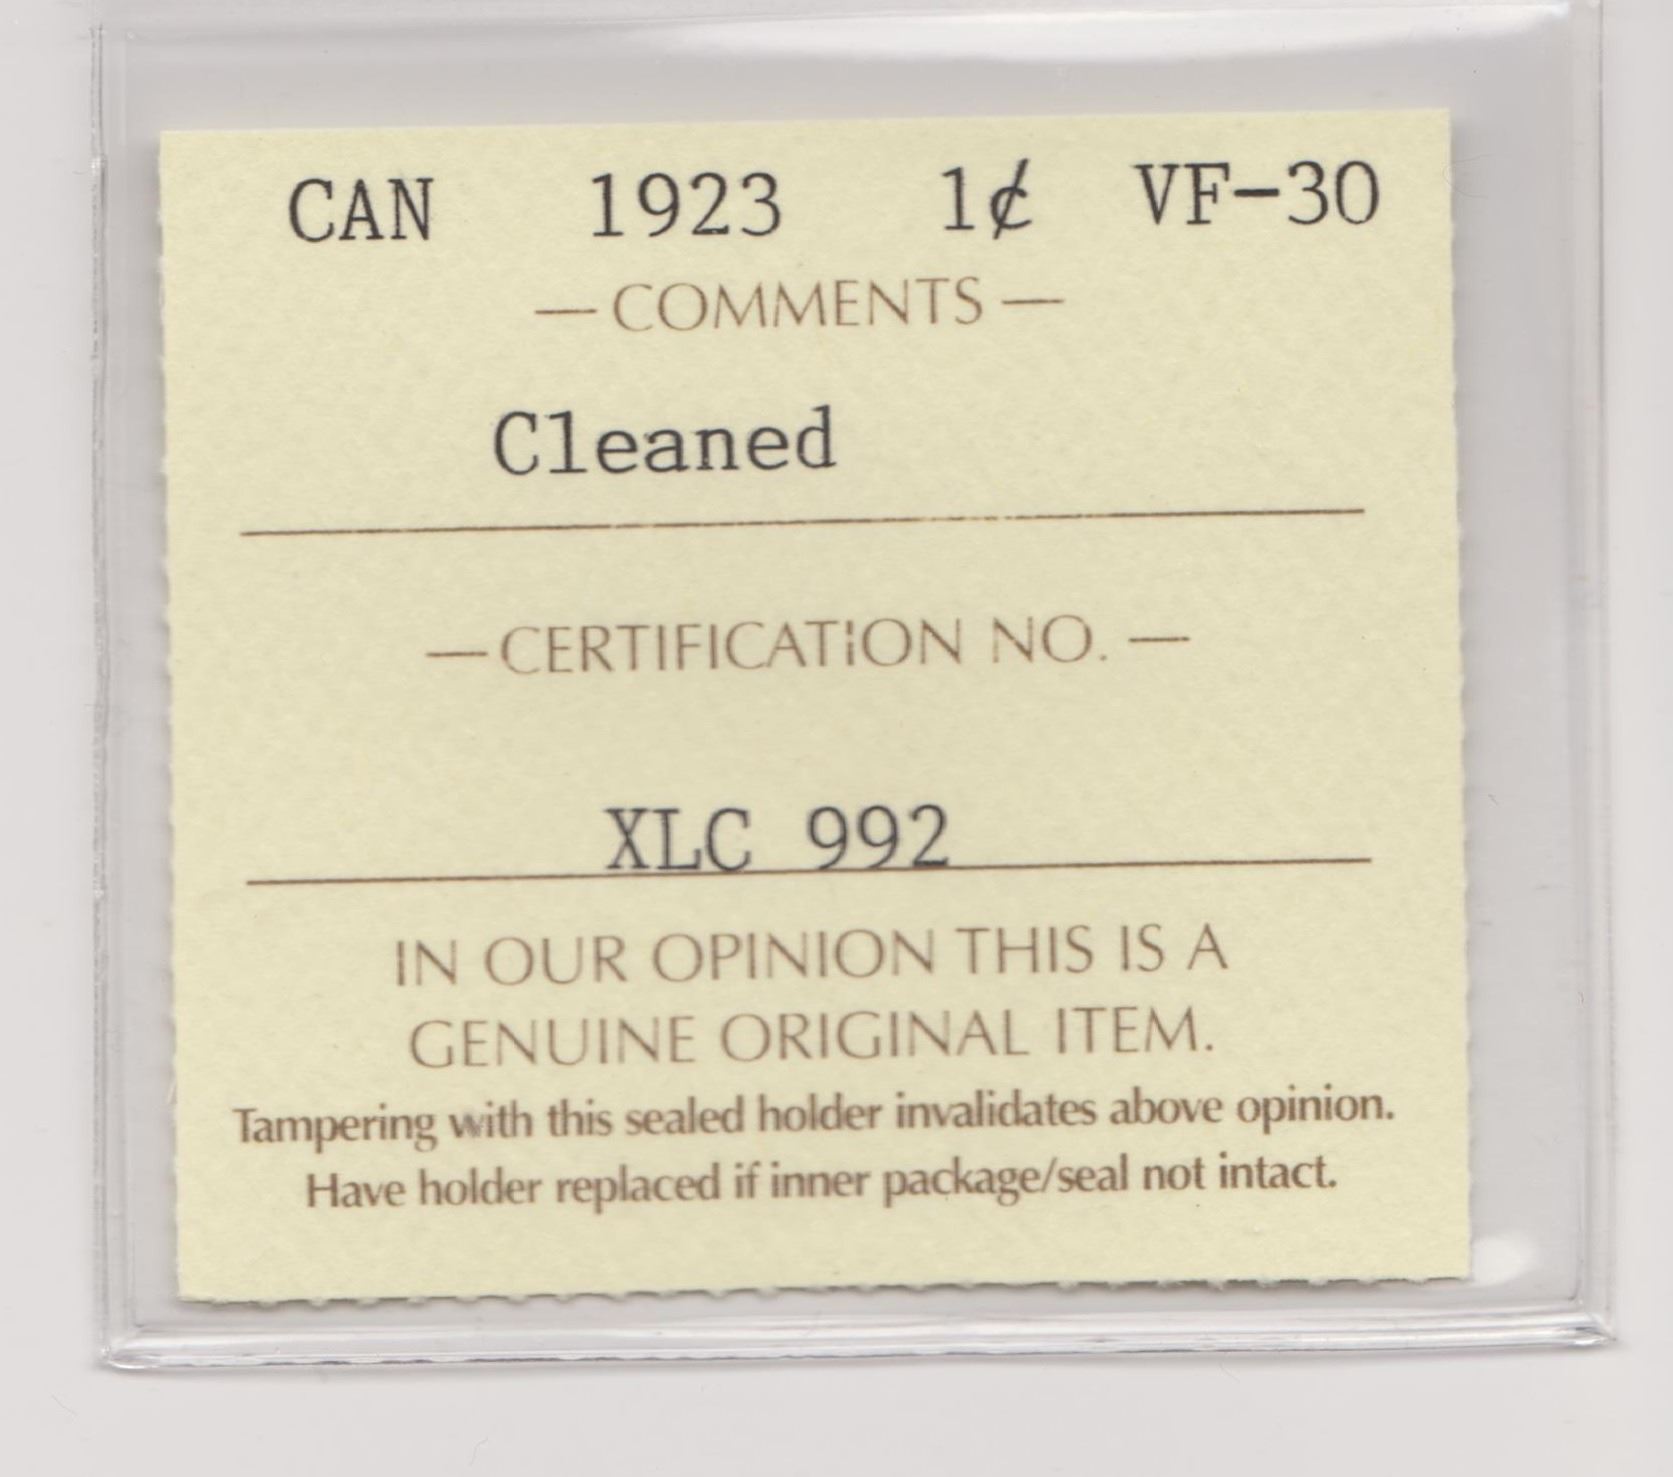 CAN 1923 1¢ VF-30
— COMMENTS —
Cleaned
— CERTIFICATION NO. —
XLC 992
IN OUR OPINION THIS IS A
GENUINE ORIGINAL ITEM.
Tampering with this sealed holder invalidates above opinion.
Have holder replaced if inner package/seal not intact.